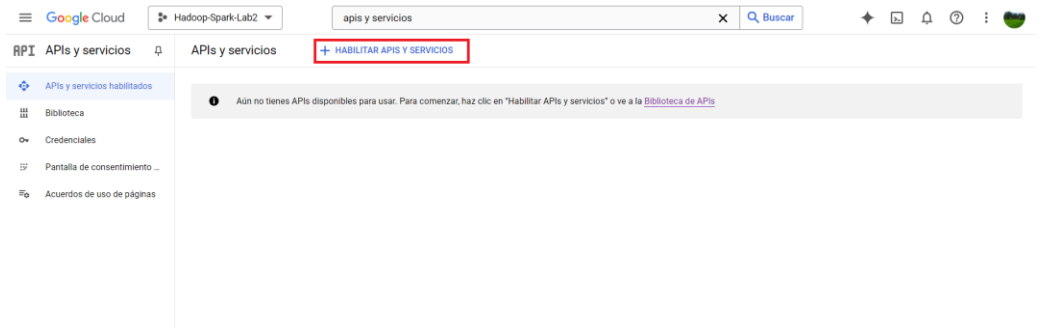 Google Cloud
Hadoop-Spark-Lab2
apis y servicios
Buscar
API APIs y servicios
APIs y servicios
+ HABILITAR APIS Y SERVICIOS
APIs y servicios habilitados
Biblioteca
Credenciales
Pantalla de consentimiento ...
Acuerdos de uso de páginas
Aún no tienes APIs disponibles para usar. Para comenzar, haz clic en "Habilitar APIs y servicios" o ve a la Biblioteca de APIs